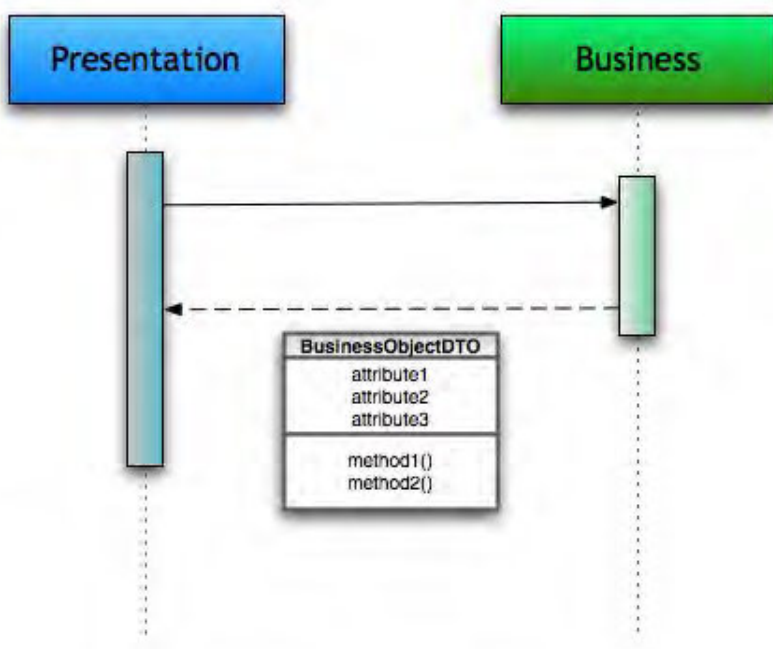 Presentation
Business
BusinessObjectDTO
attribute1
attribute2
attribute3
method1()
method2()